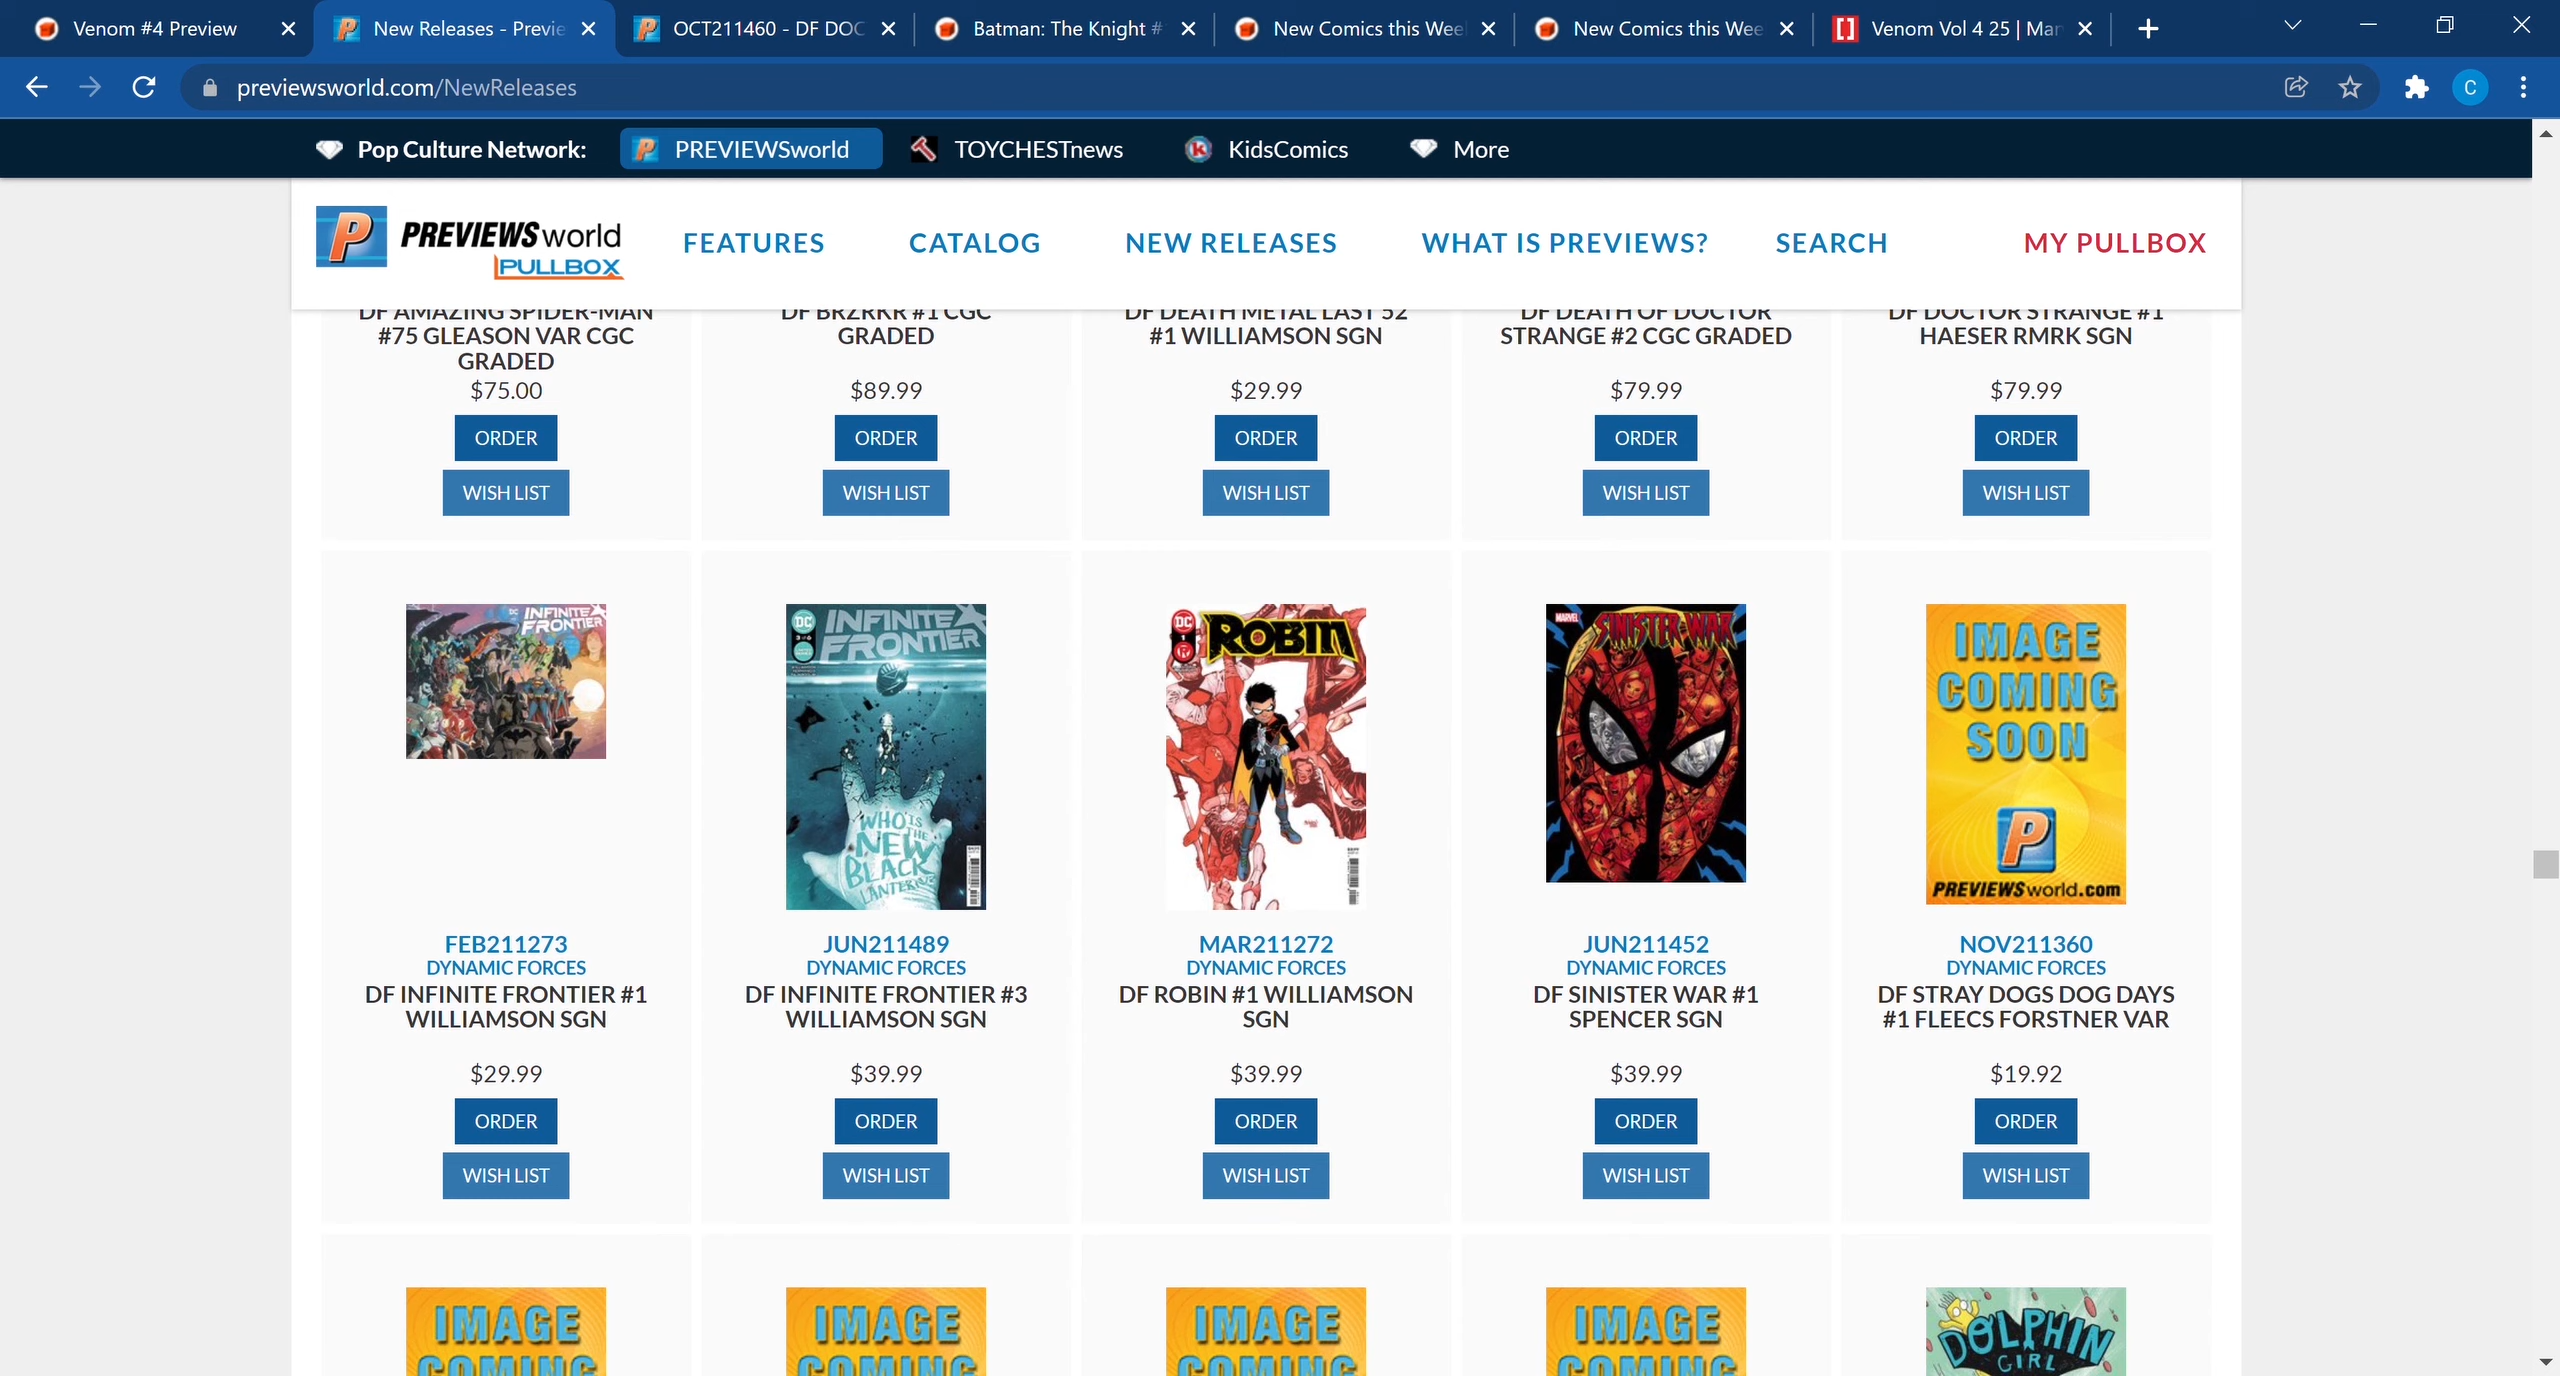 Venom #4 Preview
New Releases - Previe
OCT211460 - DF DOC
Batman: The Knight #
New Comics this Wee
New Comics this Wee
Venom Vol 4 25 | Mar
previewsworld.com/NewReleases
C
Pop Culture Network:
PREVIEWSworld
TOYCHESTnews
KidsComics
More
P PREVIEWSworld
PULLBOX
FEATURES
CATALOG
NEW RELEASES
WHAT IS PREVIEWS?
SEARCH
MY PULLBOX
DF AMAZING SPIDER-MAN
#75 GLEASON VAR CGC
GRADED
$75.00
ORDER
WISH LIST
DF BRZRKR #1 CGC
GRADED
$89.99
ORDER
WISH LIST
DF DEATH METAL LAST 52
#1 WILLIAMSON SGN
$29.99
ORDER
WISH LIST
DF DEATH OF DOCTOR
STRANGE #2 CGC GRADED
$79.99
ORDER
WISH LIST
DF DOCTOR STRANGE #1
HAESER RMRK SGN
$79.99
ORDER
WISH LIST
DC INFINITE
FRONTIER
FEB211273
DYNAMIC FORCES
DF INFINITE FRONTIER #1
WILLIAMSON SGN
$29.99
ORDER
WISH LIST
DC INFINITE
FRONTIER
WHO IS
THE
NEW
BLACK
LANTERN?
JUN211489
DYNAMIC FORCES
DF INFINITE FRONTIER #3
WILLIAMSON SGN
$39.99
ORDER
WISH LIST
DC ROBIN
1
MAR211272
DYNAMIC FORCES
DF ROBIN #1 WILLIAMSON
SGN
$39.99
ORDER
WISH LIST
MARVEL SINISTER WAR
JUN211452
DYNAMIC FORCES
DF SINISTER WAR #1
SPENCER SGN
$39.99
ORDER
WISH LIST
IMAGE
COMING
SOON
P
PREVIEWSworld.com
NOV211360
DYNAMIC FORCES
DF STRAY DOGS DOG DAYS
#1 FLEECS FORSTNER VAR
$19.92
ORDER
WISH LIST
IMAGE
COMING
IMAGE
COMING
IMAGE
COMING
IMAGE
COMING
DOLPHIN
GIRL